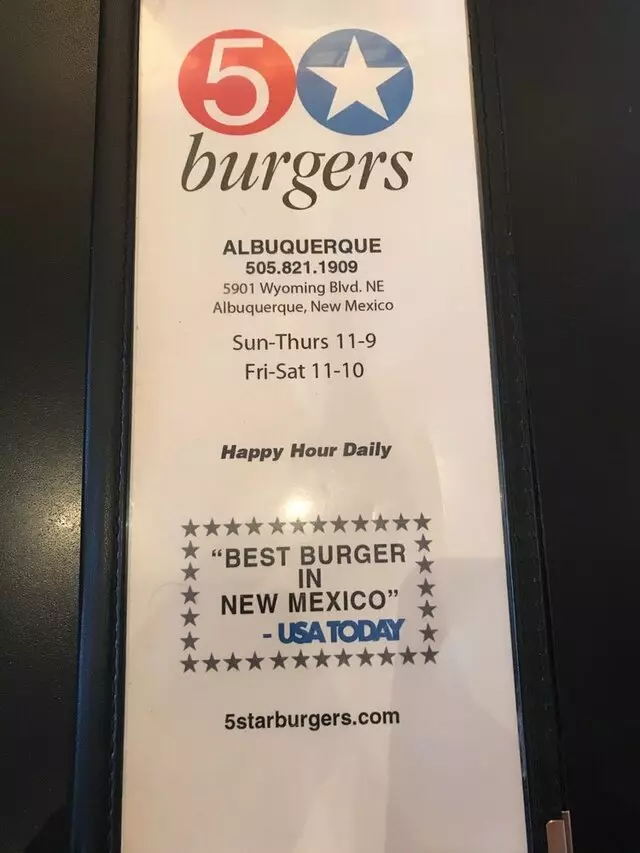 5
burgers
ALBUQUERQUE
505.821.1909
5901 Wyoming Blvd. NE
Albuquerque, New Mexico
Sun-Thurs 11-9
Fri-Sat 11-10
Happy Hour Daily
“BEST BURGER
IN
NEW MEXICO”
- USA TODAY
5starburgers.com